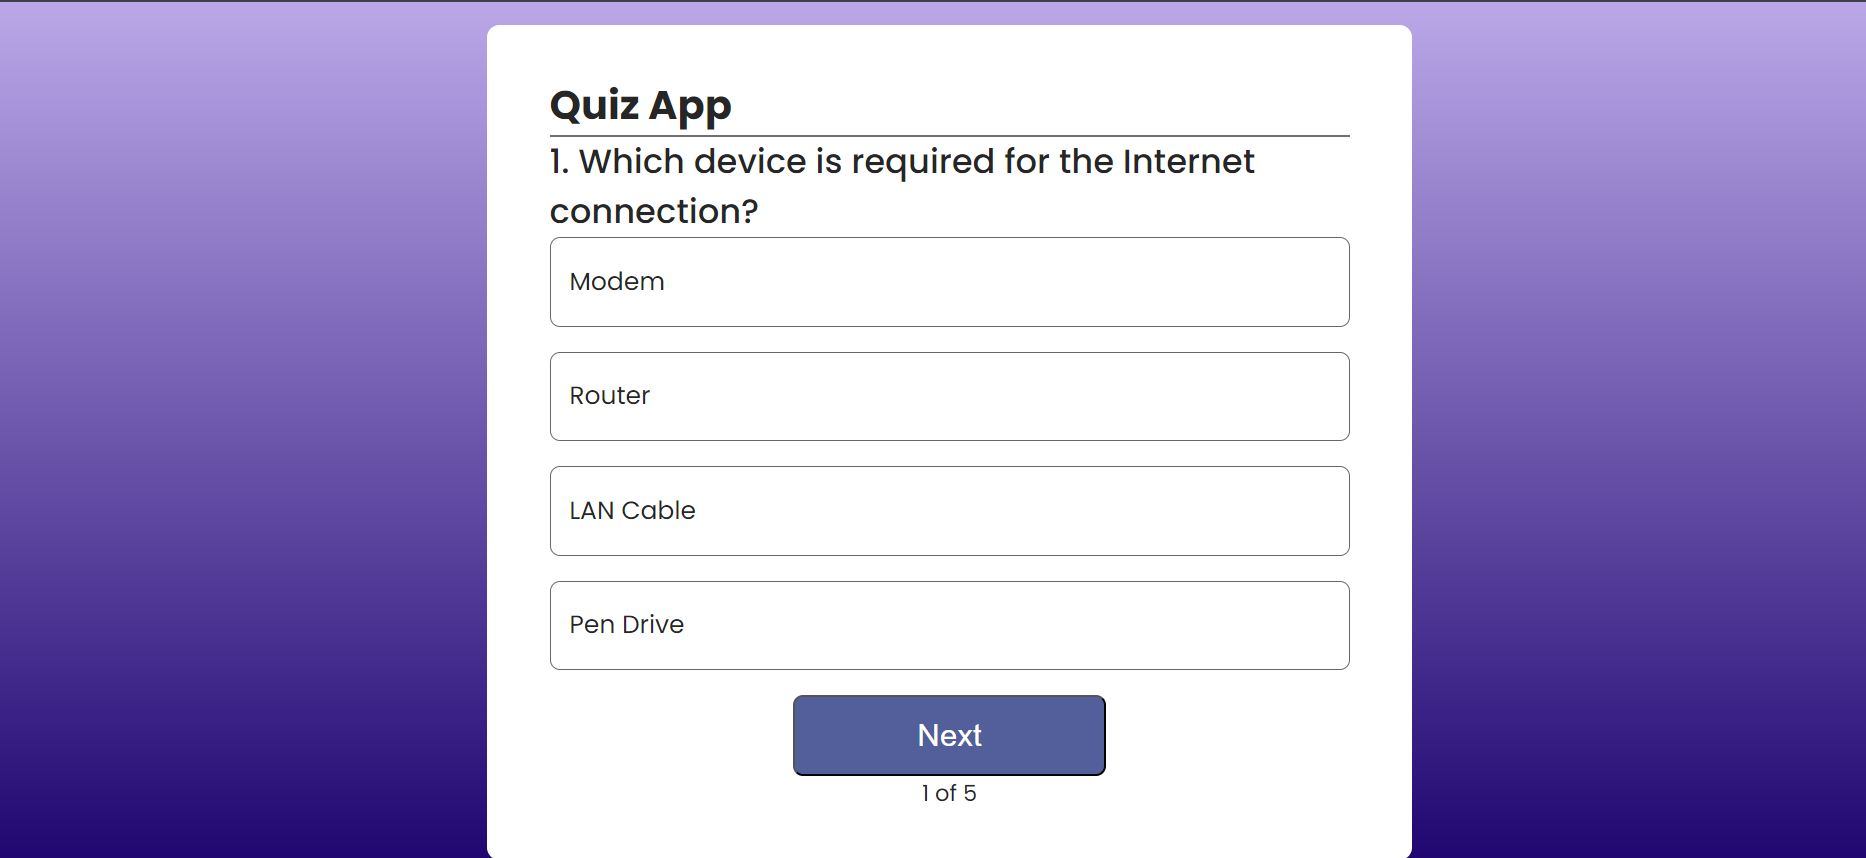 Quiz App
1. Which device is required for the Internet
connection?
Modem
Router
LAN Cable
Pen Drive
Next
1 of 5